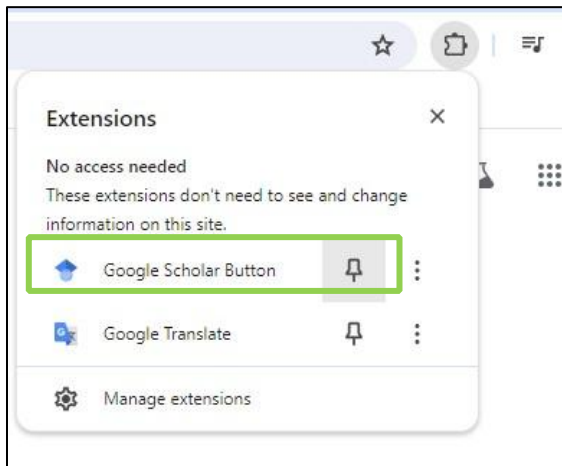 Extensions
No access needed
These extensions don't need to see and change
information on this site.
Google Scholar Button
Google Translate
Manage extensions